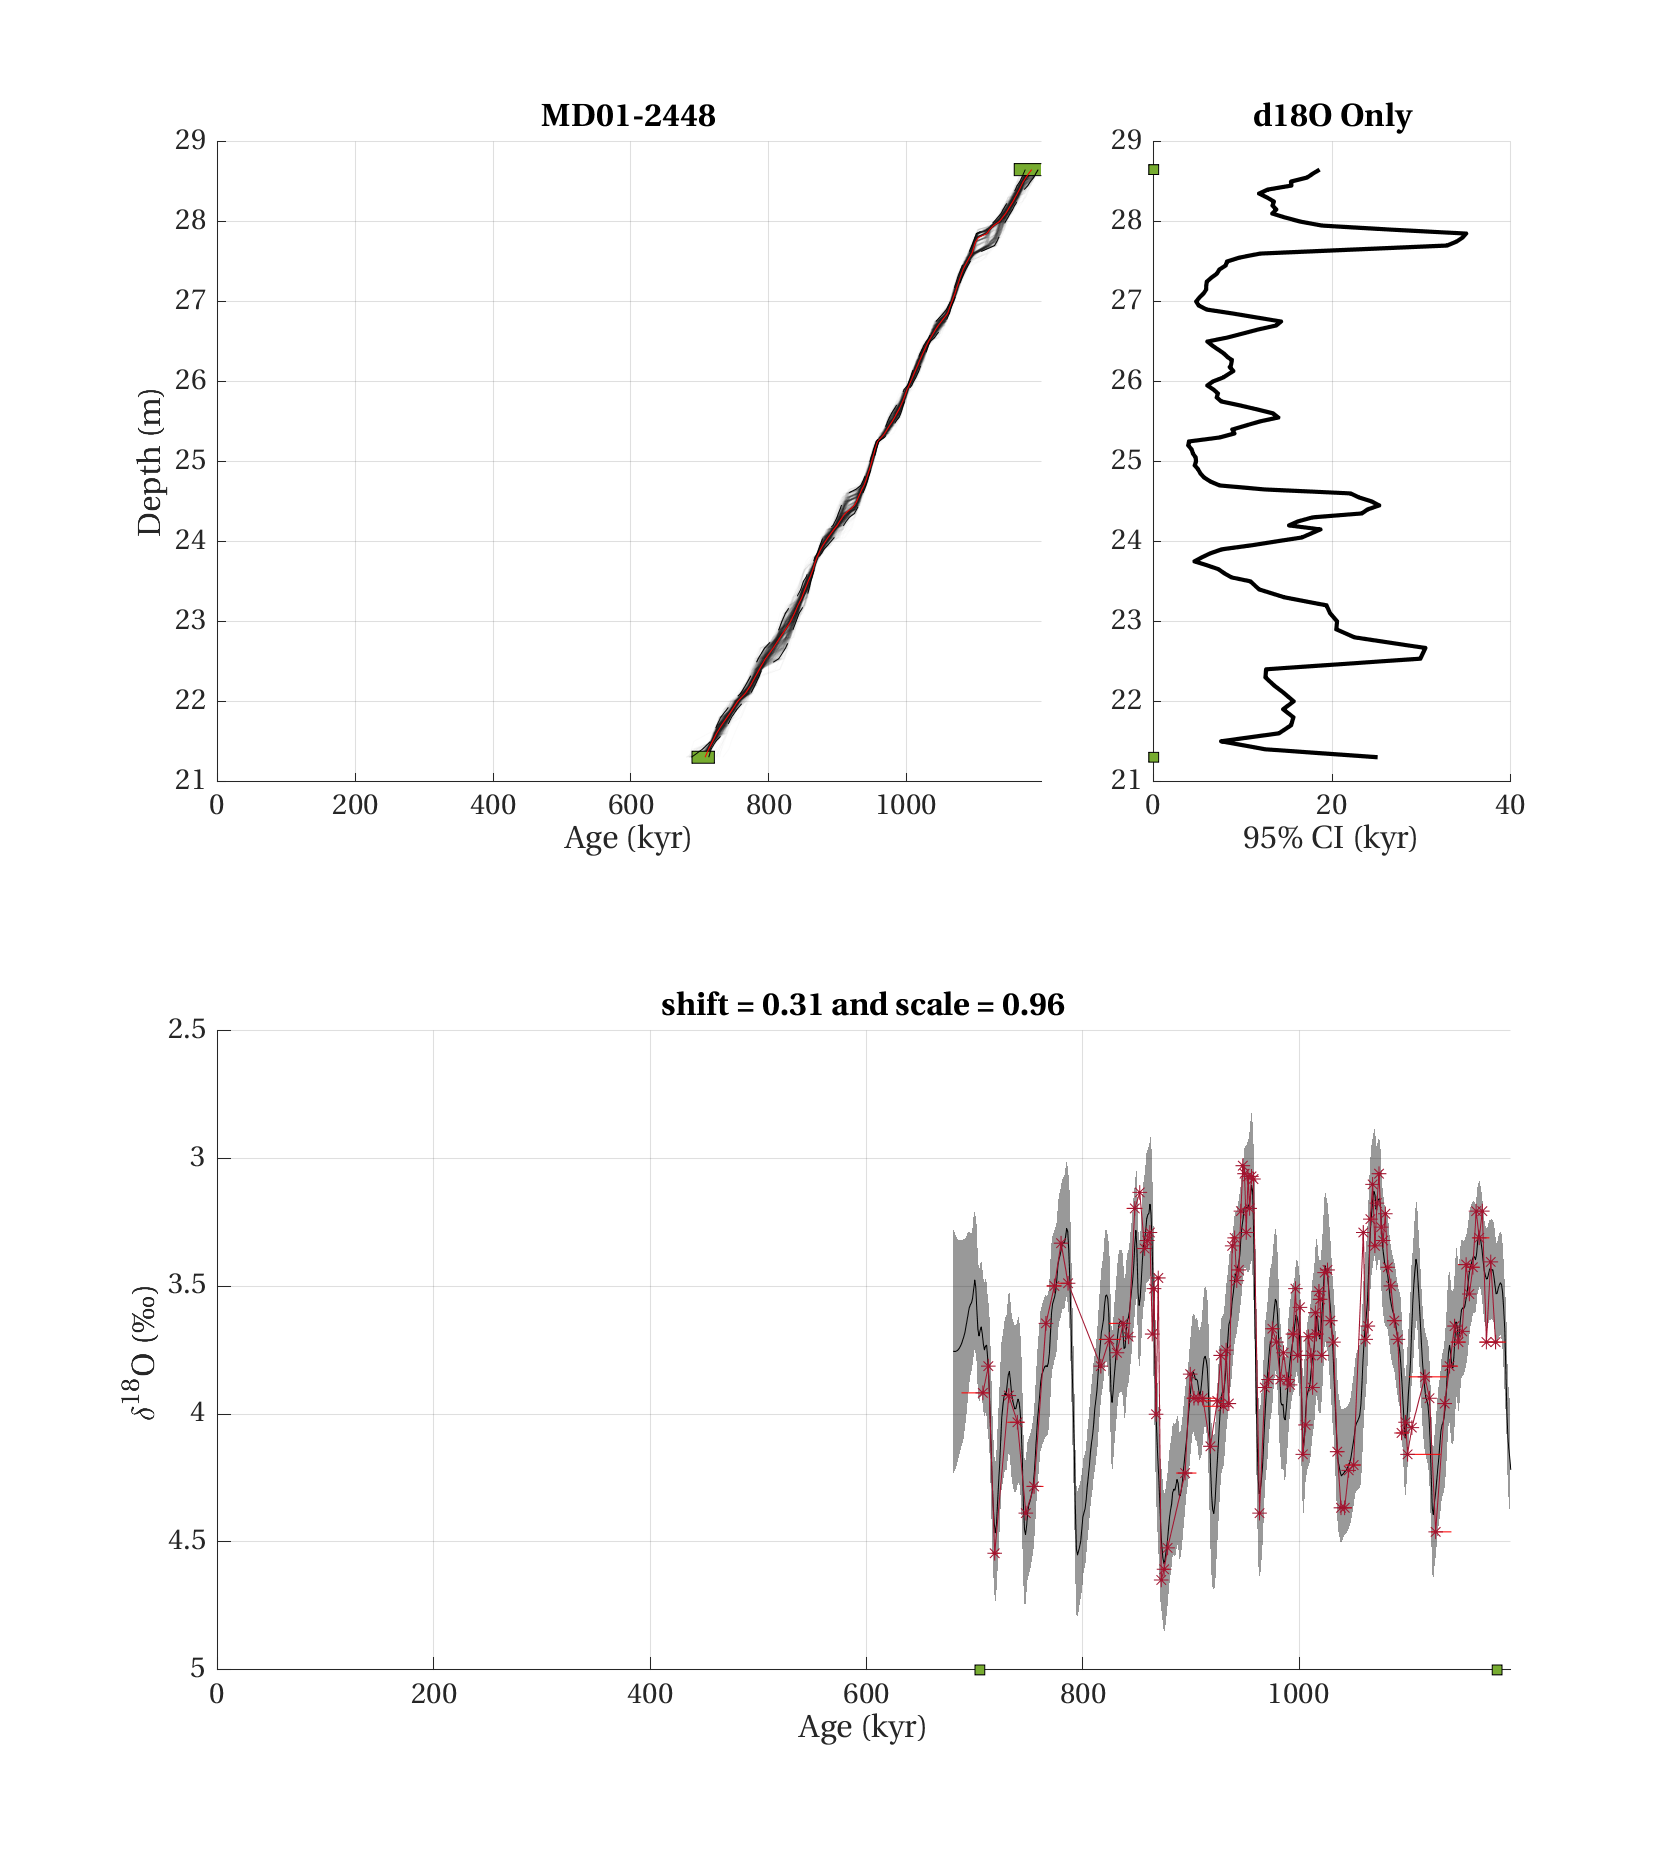 MD01-2448
29
28
27
26
25
24
23
22
21
Depth (m)
0 200 400 600 800 1000
Age (kyr)
d18O Only
29
28
27
26
25
24
23
22
21
0 20 40
95% CI (kyr)
shift = 0.31 and scale = 0.96
2.5
3
3.5
4
4.5
5
δ¹⁸O (‰)
0 200 400 600 800 1000
Age (kyr)